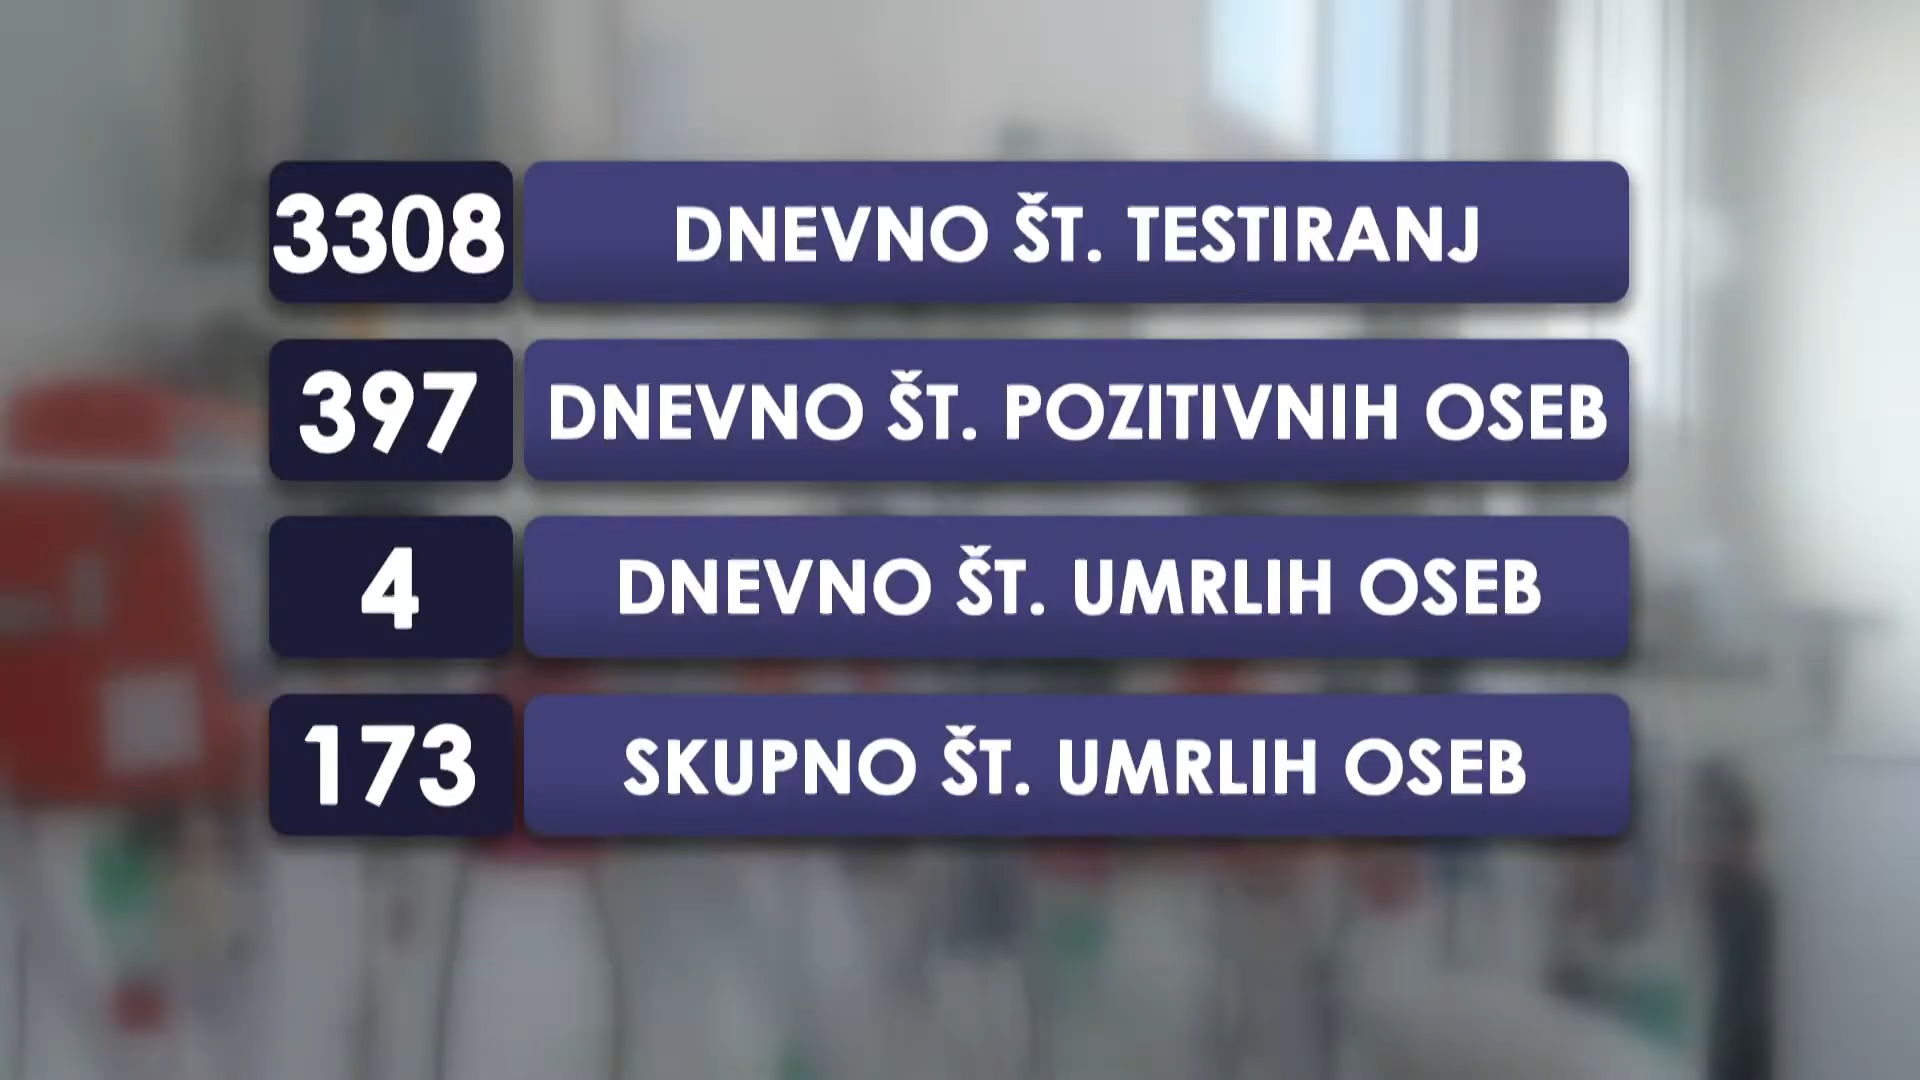 3308 DNEVNO ŠT. TESTIRANJ
397 DNEVNO ŠT. POZITIVNIH OSEB
4 DNEVNO ŠT. UMRLIH OSEB
173 SKUPNO ŠT. UMRLIH OSEB